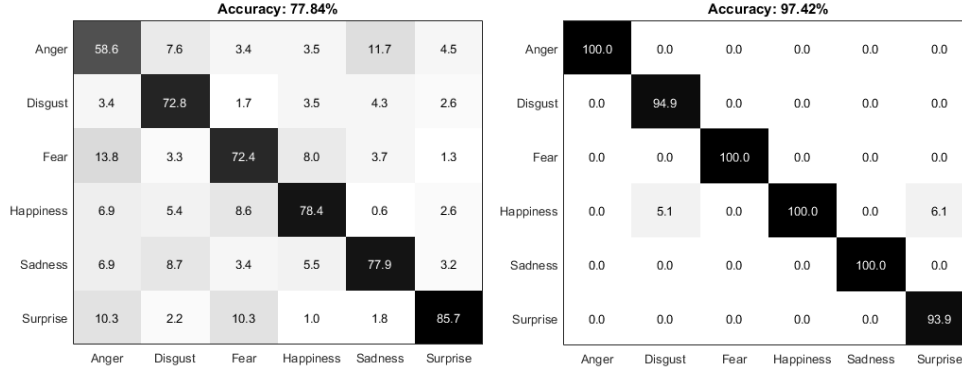 Accuracy: 77.84%
Anger 58.6 7.6 3.4 3.5 11.7 4.5
Disgust 3.4 72.8 1.7 3.5 4.3 2.6
Fear 13.8 3.3 72.4 8.0 3.7 1.3
Happiness 6.9 5.4 8.6 78.4 0.6 2.6
Sadness 6.9 8.7 3.4 5.5 77.9 3.2
Surprise 10.3 2.2 10.3 1.0 1.8 85.7
Anger Disgust Fear Happiness Sadness Surprise
Accuracy: 97.42%
Anger 100.0 0.0 0.0 0.0 0.0 0.0
Disgust 0.0 94.9 0.0 0.0 0.0 0.0
Fear 0.0 0.0 100.0 0.0 0.0 0.0
Happiness 0.0 5.1 0.0 100.0 0.0 6.1
Sadness 0.0 0.0 0.0 0.0 100.0 0.0
Surprise 0.0 0.0 0.0 0.0 0.0 93.9
Anger Disgust Fear Happiness Sadness Surprise